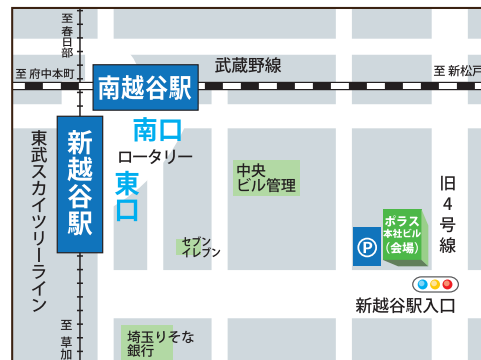 至春日部
至 府中本町
武蔵野線
至 新松戸
南越谷駅
南口
ロータリー
新越谷駅
東口
東武スカイツリーライン
中央
ビル管理
旧4号線
ポラス
本社ビル
(会場)
P
セブン
イレブン
新越谷駅入口
至草加
埼玉りそな
銀行